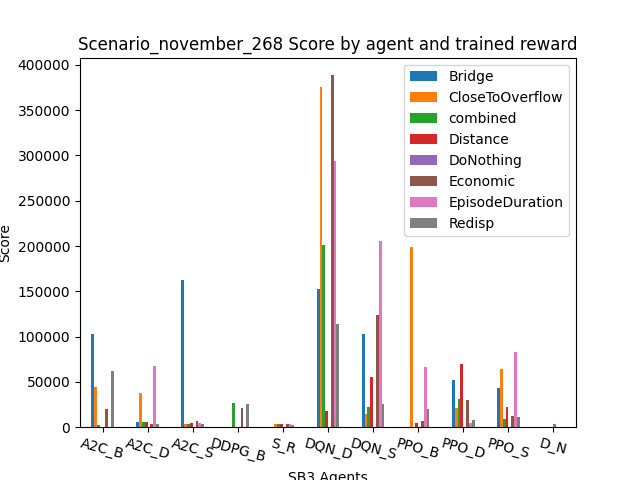 Scenario_november_268 Score by agent and trained reward
400000
350000
300000
250000
200000
150000
100000
50000
0
Score
Bridge
CloseToOverflow
combined
Distance
DoNothing
Economic
EpisodeDuration
Redisp
A2C_B
A2C_D
A2C_S
DDPG_B
S_R
DQN_D
DQN_S
PPO_B
PPO_D
PPO_S
D_N
SB3 Agents